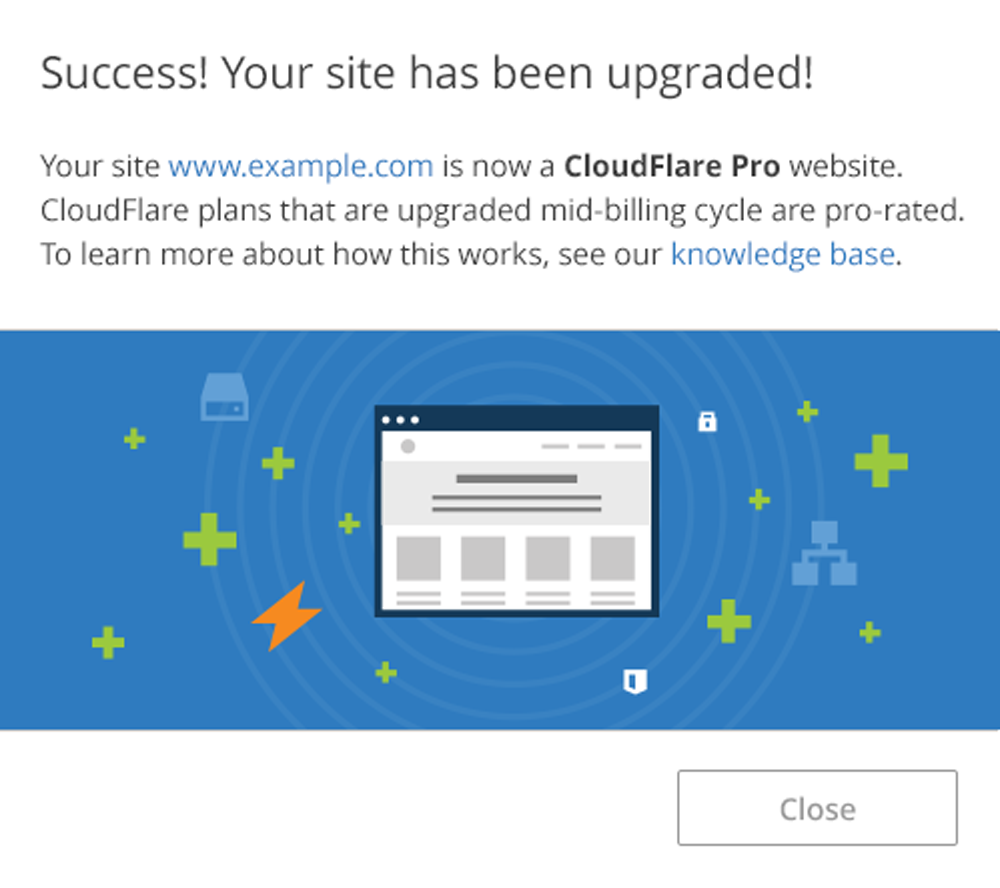 Success! Your site has been upgraded!
Your site www.example.com is now a CloudFlare Pro website.
CloudFlare plans that are upgraded mid-billing cycle are pro-rated.
To learn more about how this works, see our knowledge base.
Close